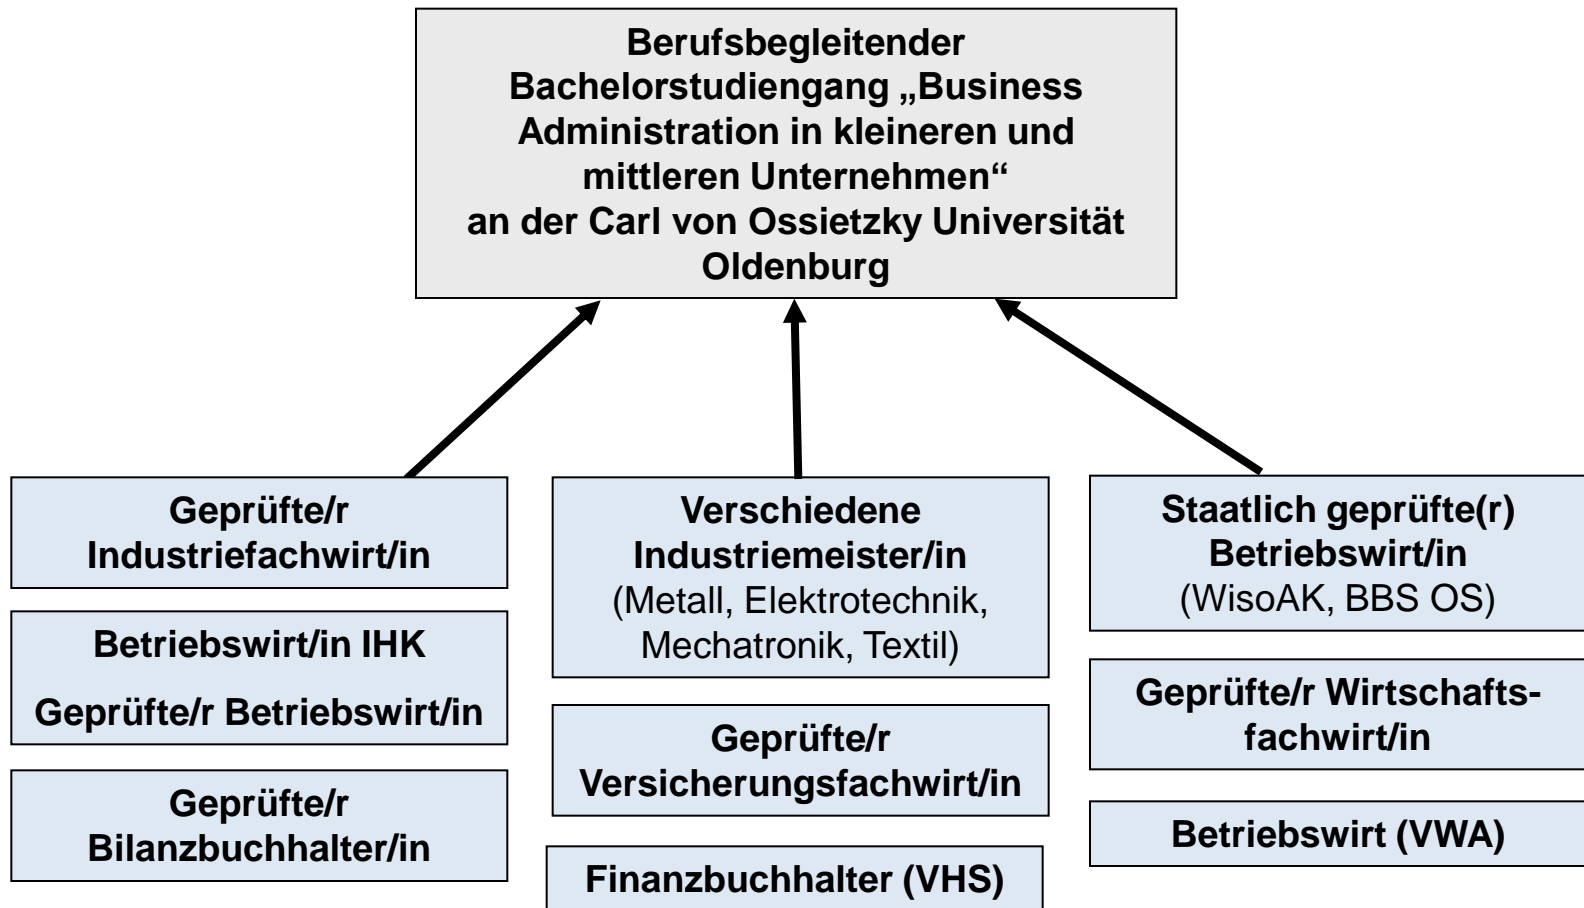 Berufsbegleitender
Bachelorstudiengang „Business
Administration in kleineren und
mittleren Unternehmen“
an der Carl von Ossietzky Universität
Oldenburg
Geprüfte/r
Industriefachwirt/in
Betriebswirt/in IHK
Geprüfte/r Betriebswirt/in
Geprüfte/r
Bilanzbuchhalter/in
Verschiedene
Industriemeister/in
(Metall, Elektrotechnik,
Mechatronik, Textil)
Geprüfte/r
Versicherungsfachwirt/in
Finanzbuchhalter (VHS)
Staatlich geprüfte(r)
Betriebswirt/in
(WisoAK, BBS OS)
Geprüfte/r Wirtschafts-
fachwirt/in
Betriebswirt (VWA)